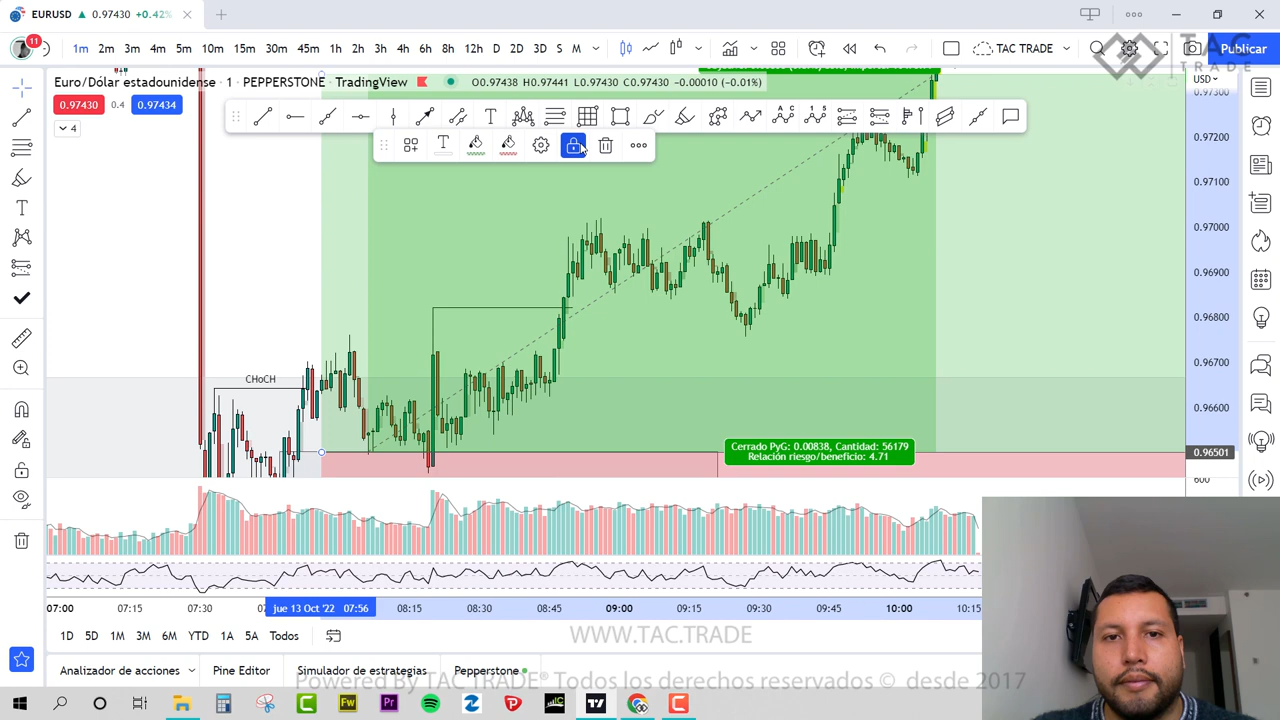 EURUSD ▲ 0.97430 +0.42%
11
1m 2m 3m 4m 5m 10m 15m 30m 45m 1h 2h 3h 4h 6h 8h 12h D 2D 3D S M
TAC TRADE
Publicar
TAC
TRADE
Euro/Dólar estadounidense · 1 · PEPPERSTONE · TradingView
L0.97430 C0.97430 -0.00010 (-0.01%)
USD
0.97430 0.4 0.97434
4
0.97300
0.97200
0.97100
0.97000
0.96900
0.96800
0.96700
0.96600
CHoCH
Cerrado PyG: 0.00838, Cantidad: 56179
Relación riesgo/beneficio: 4.71
0.96501
600
07:00 07:15 07:30 jue 13 Oct '22 07:56 08:15 08:45 09:00 09:15 09:30 09:45 10:00 10:15
1D 5D 1M 3M 6M YTD 1A 5A Todos
WWW.TAC.TRADE
Analizador de acciones Pine Editor Simulador de estrategias Pepperstone
Powered By TAC TRADE® Todos los derechos reservados © desde 2017